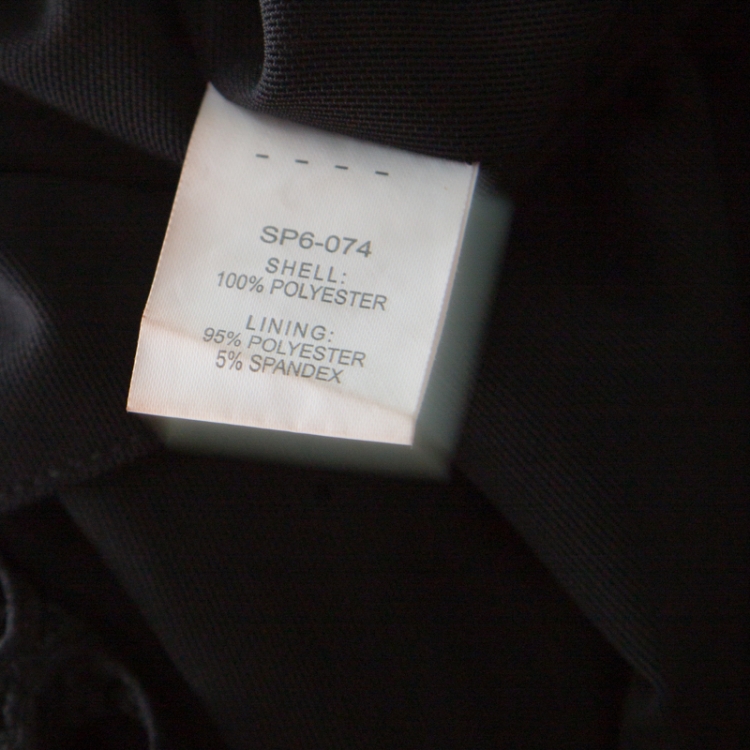 - - - -
SP6-074
SHELL:
100% POLYESTER
LINING:
95% POLYESTER
5% SPANDEX